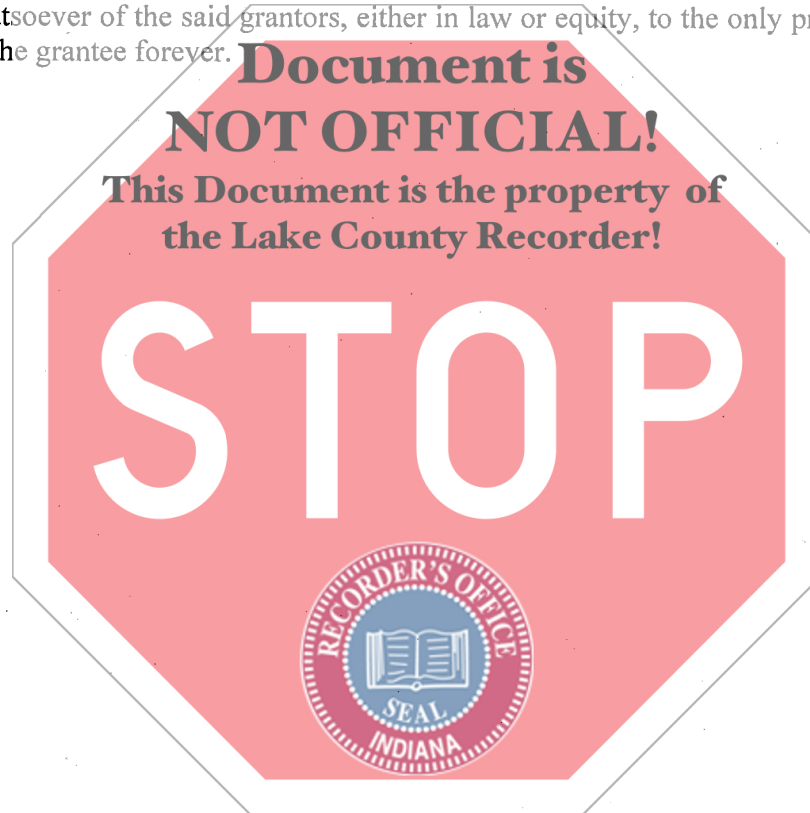 tsoever of the said grantors, either in law or equity, to the only
he grantee forever.
Document is
NOT OFFICIAL!
This Document is the property of
the Lake County Recorder!
STOP
RECORDER'S OFFICE
SEAL
INDIANA